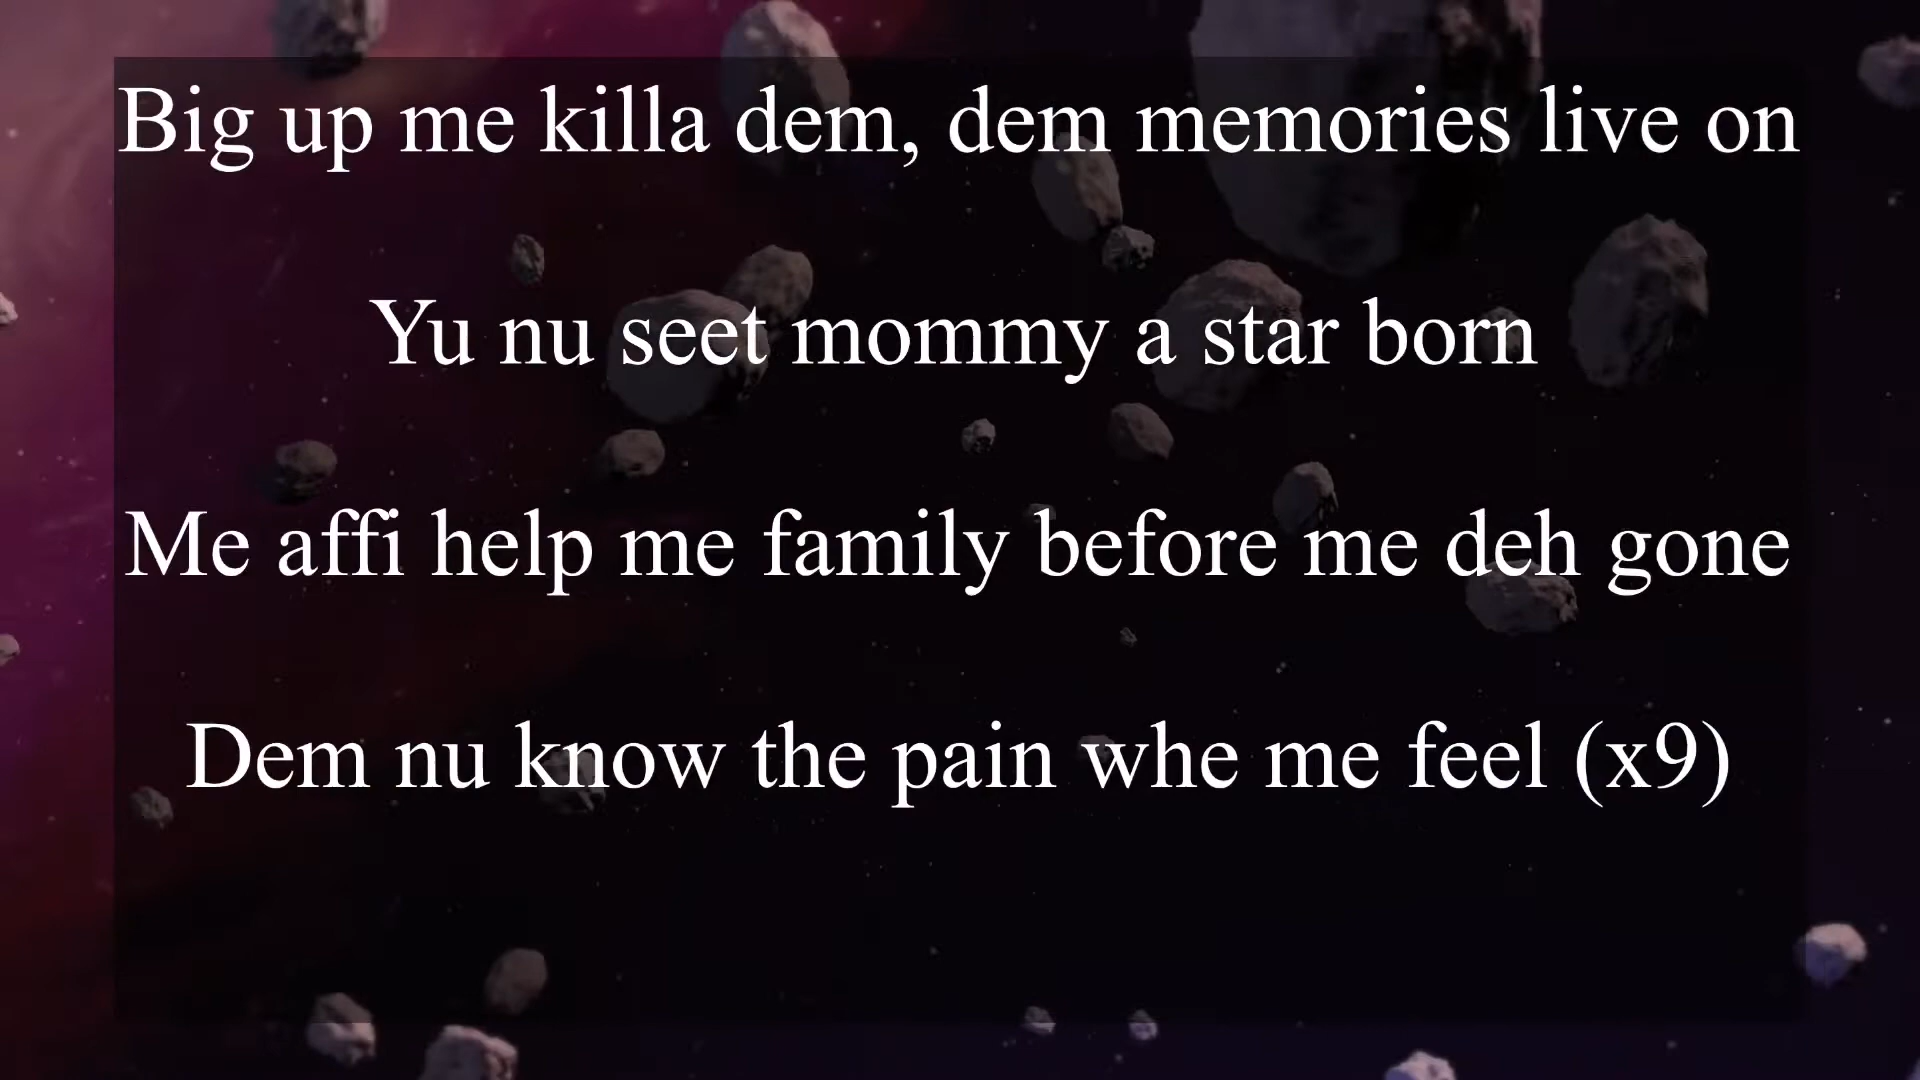 Big up me killa dem, dem memories live on
Yu nu seet mommy a star born
Me affi help me family before me deh gone
Dem nu know the pain whe me feel (x9)